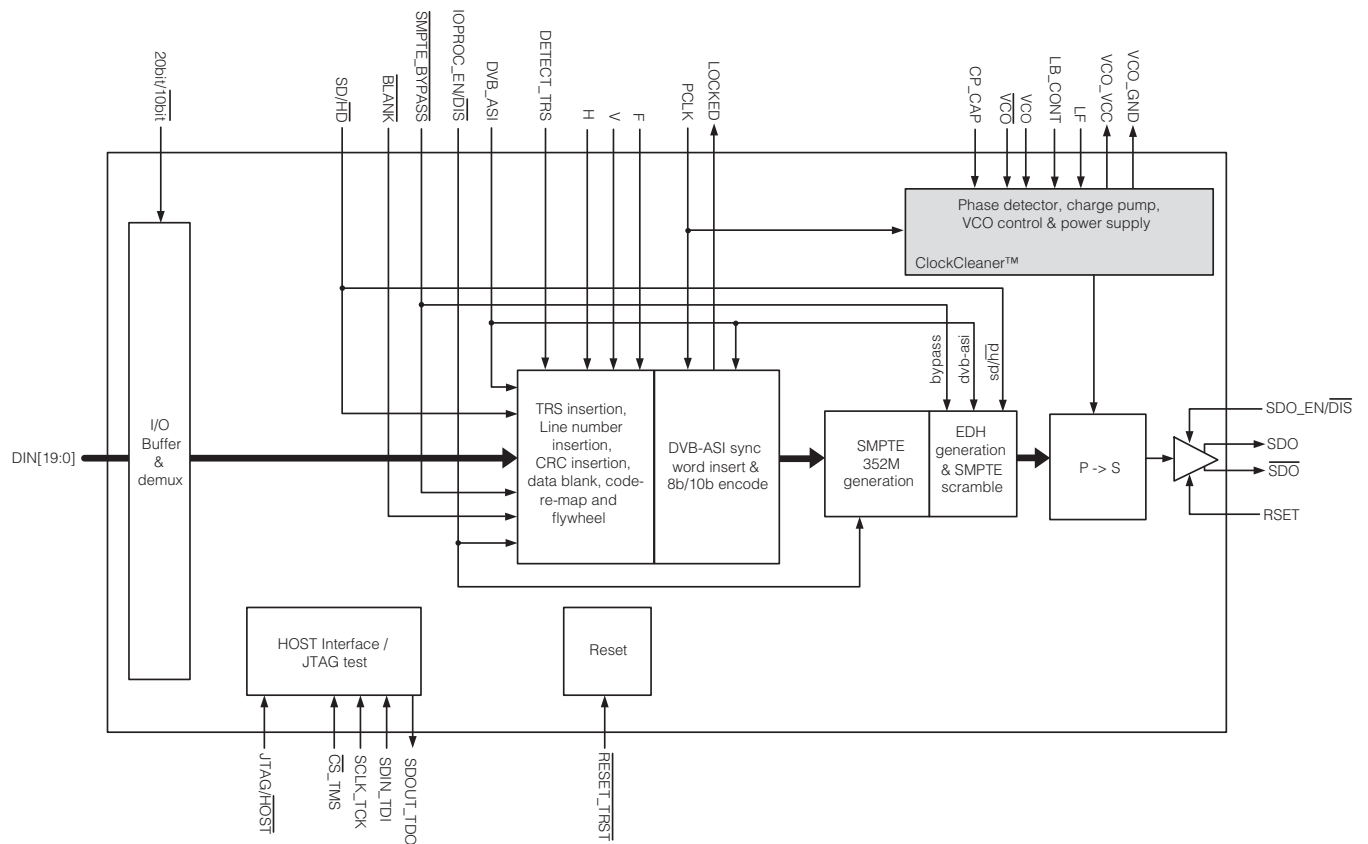 20bit/10bit
SD/HD
BLANK
SMPTE_BYPASS
IOPROC_EN/DIS
DVB_ASI
DETECT_TRS
H
V
F
PCLK
LOCKED
CP_CAP
VCO
VCO
LB_CONT
LF
VCO_VCC
VCO_GND
Phase detector, charge pump,
VCO control & power supply
ClockCleaner™
bypass
dvb-asi
sd/hd
DIN[19:0]
I/O
Buffer
&
demux
TRS insertion,
Line number
insertion,
CRC insertion,
data blank, code-
re-map and
flywheel
DVB-ASI sync
word insert &
8b/10b encode
SMPTE
352M
generation
EDH
generation
& SMPTE
scramble
P -> S
SDO_EN/DIS
SDO
SDO
RSET
HOST Interface /
JTAG test
Reset
JTAG/HOST
CS_TMS
SCLK_TCK
SDIN_TDI
SDOUT_TDO
RESET_TRST